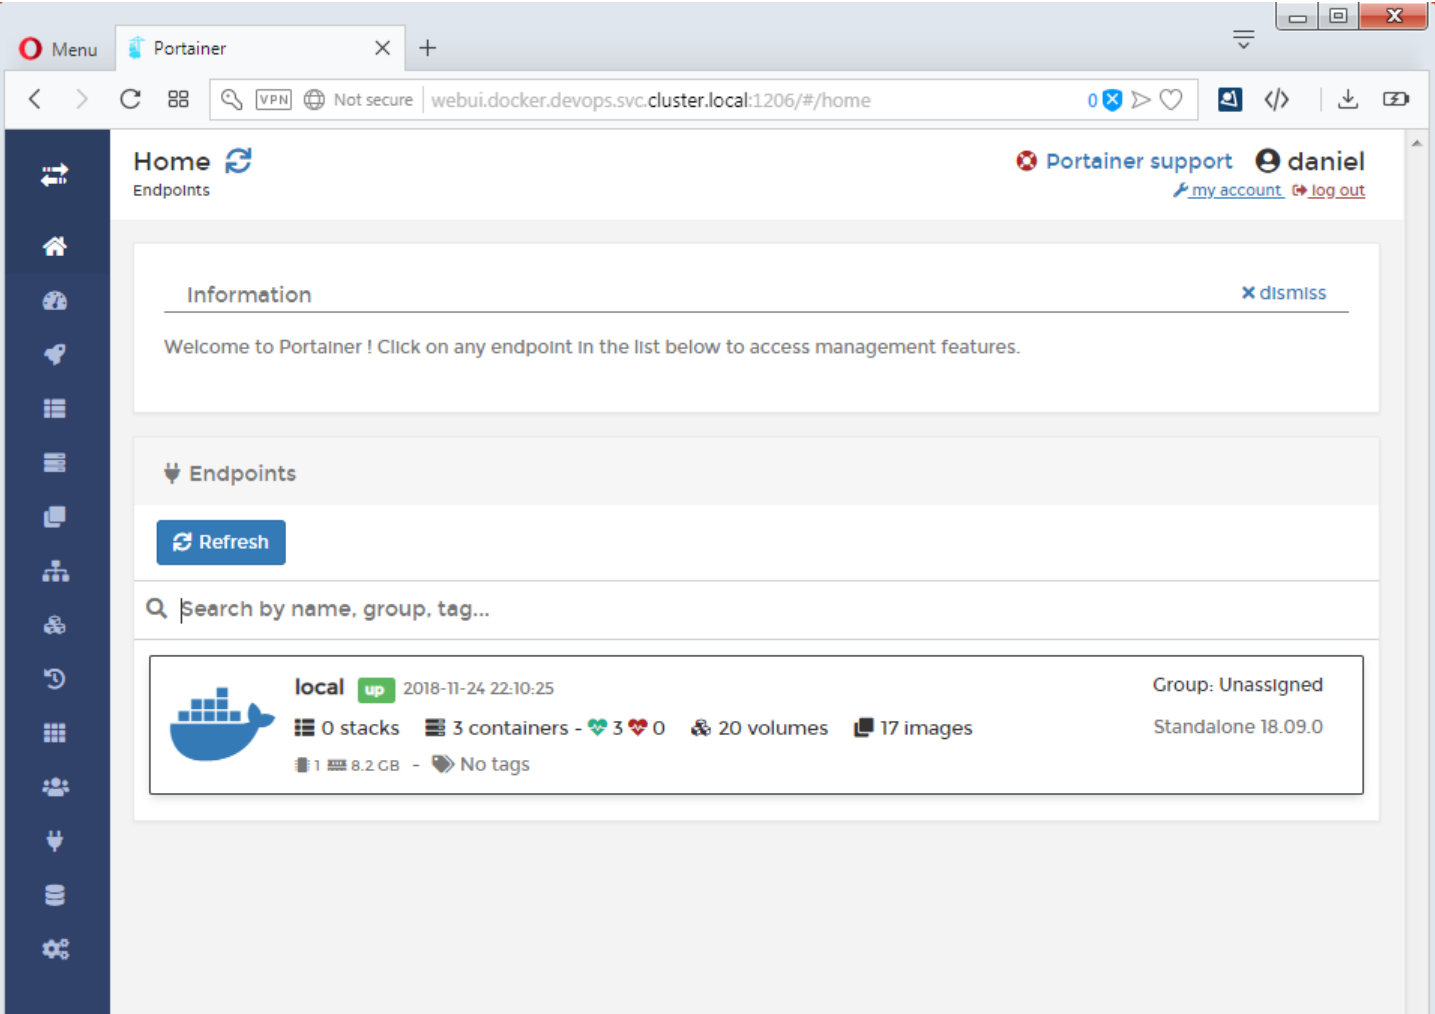 Menu
Portainer
VPN
Not secure
webui.docker.devops.svc.cluster.local:1206/#/home
0
Home
Portainer support
daniel
Endpoints
my account
log out
Information
dismiss
Welcome to Portainer ! Click on any endpoint in the list below to access management features.
Endpoints
Refresh
Search by name, group, tag...
local up 2018-11-24 22:10:25
Group: Unassigned
0 stacks 3 containers - 3 0 20 volumes 17 images
Standalone 18.09.0
1 8.2 GB - No tags